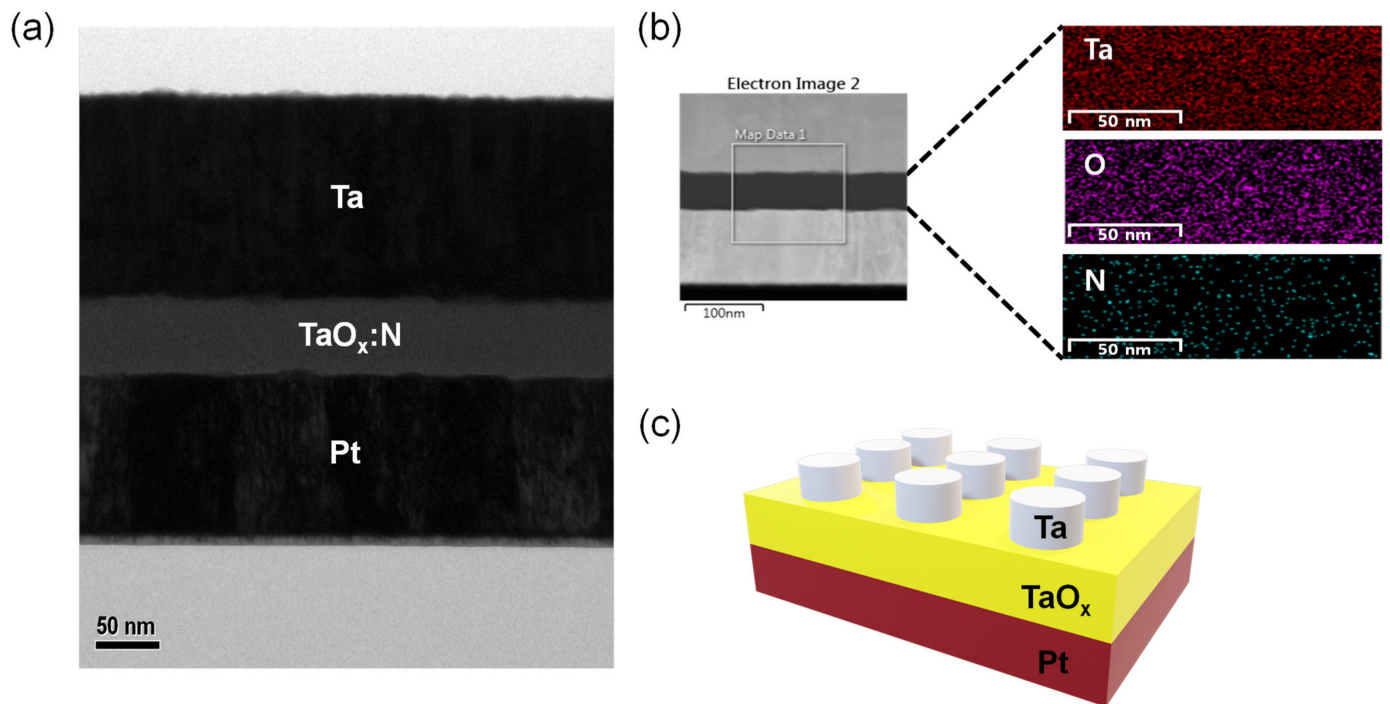 (a)
Ta
TaOₓ:N
Pt
50 nm
(b)
Electron Image 2
Map Data 1
100nm
Ta
50 nm
O
50 nm
N
50 nm
(c)
Ta
TaOₓ
Pt